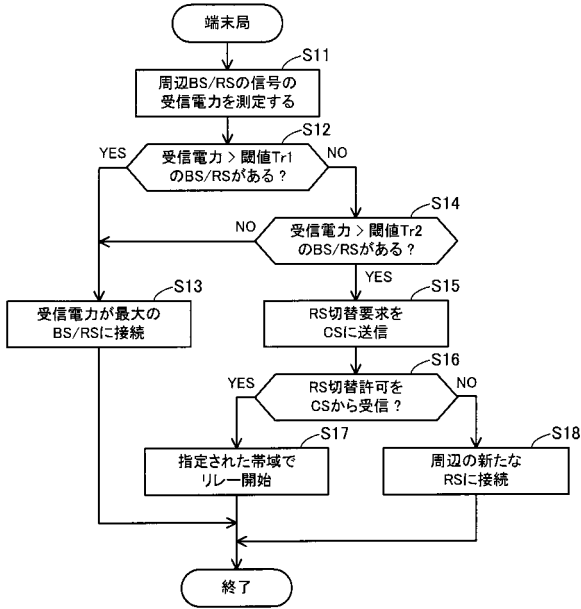 端末局
S11
周辺BS/RSの信号の
受信電力を測定する
S12
YES
受信電力 > 閾値Tr1
のBS/RSがある?
NO
S14
NO
受信電力 > 閾値Tr2
のBS/RSがある?
YES
S13
受信電力が最大の
BS/RSに接続
S15
RS切替要求を
CSに送信
S16
YES
RS切替許可を
CSから受信?
NO
S17
指定された帯域で
リレー開始
S18
周辺の新たな
RSに接続
終了